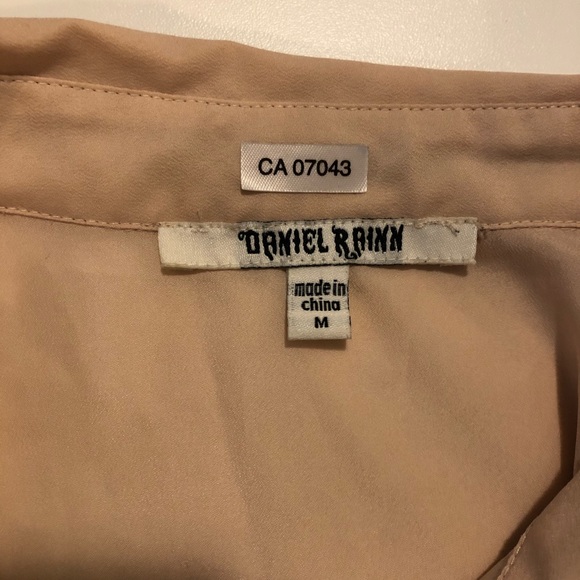 CA 07043
DANIEL RAINN
made in
china
M